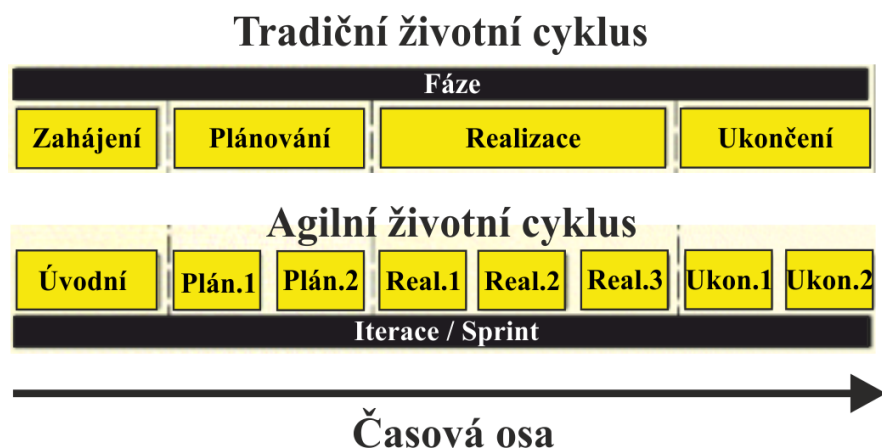 Tradiční životní cyklus
Fáze
Zahájení Plánování Realizace Ukončení
Agilní životní cyklus
Úvodní Plán.1 Plán.2 Real.1 Real.2 Real.3 Ukon.1 Ukon.2
Iterace / Sprint
Časová osa